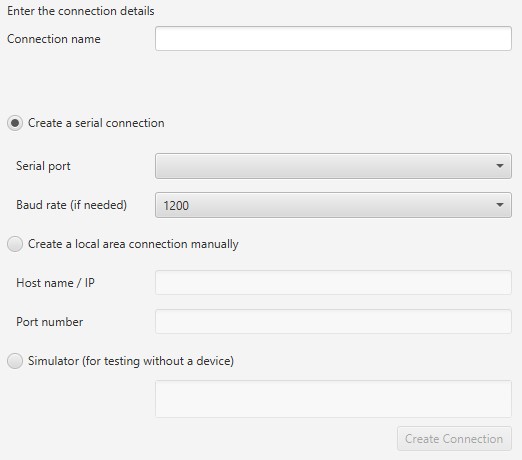 Enter the connection details
Connection name
Create a serial connection
Serial port
Baud rate (if needed) 1200
Create a local area connection manually
Host name / IP
Port number
Simulator (for testing without a device)
Create Connection